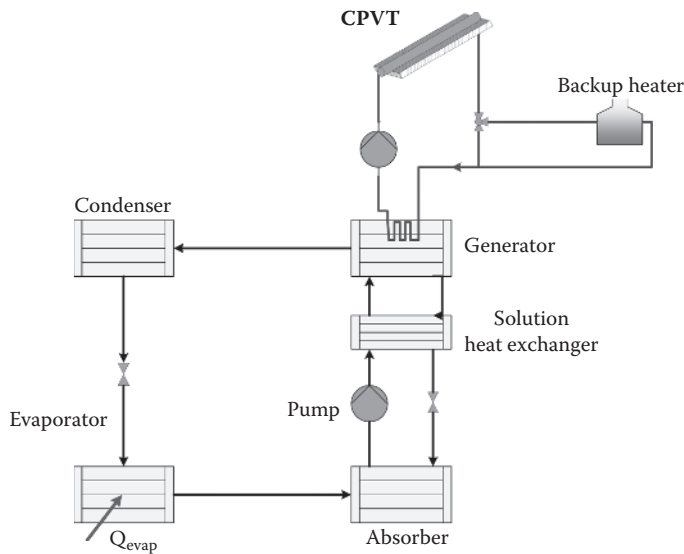 CPVT
Backup heater
Condenser
Generator
Solution
heat exchanger
Pump
Evaporator
Qevap
Absorber